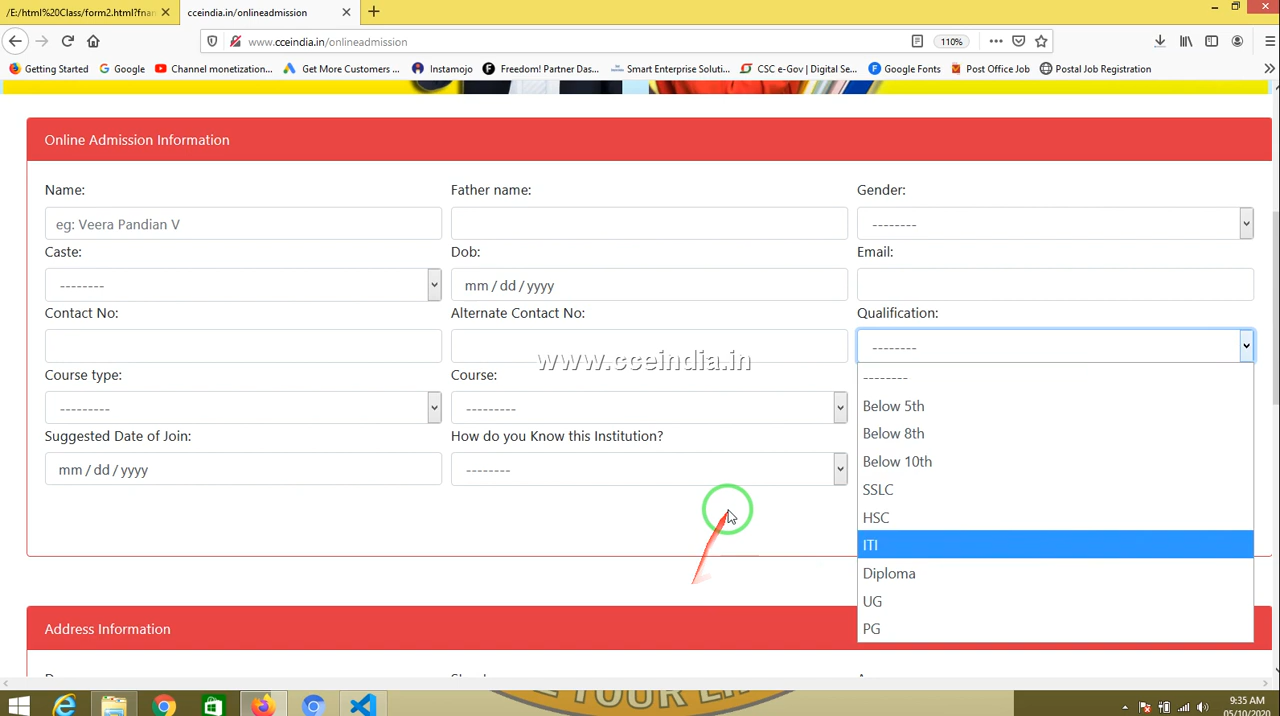 /E:/html%20Class/form2.html?fnam
cceindia.in/onlineadmission
www.cceindia.in/onlineadmission
110%
Getting Started
Google
Channel monetization...
Get More Customers ...
Instamojo
Freedom! Partner Das...
Smart Enterprise Soluti...
CSC e-Gov | Digital Se...
Google Fonts
Post Office Job
Postal Job Registration
Online Admission Information
Name:
Father name:
Gender:
eg: Veera Pandian V
--------
Caste:
Dob:
Email:
--------
mm / dd / yyyy
Contact No:
Alternate Contact No:
Qualification:
--------
www.cceindia.in
Course type:
Course:
--------
---------
---------
Below 5th
Suggested Date of Join:
How do you Know this Institution?
Below 8th
mm / dd / yyyy
--------
Below 10th
SSLC
HSC
ITI
Diploma
UG
PG
Address Information
E YOUR LI
9:35 AM
05/10/2020